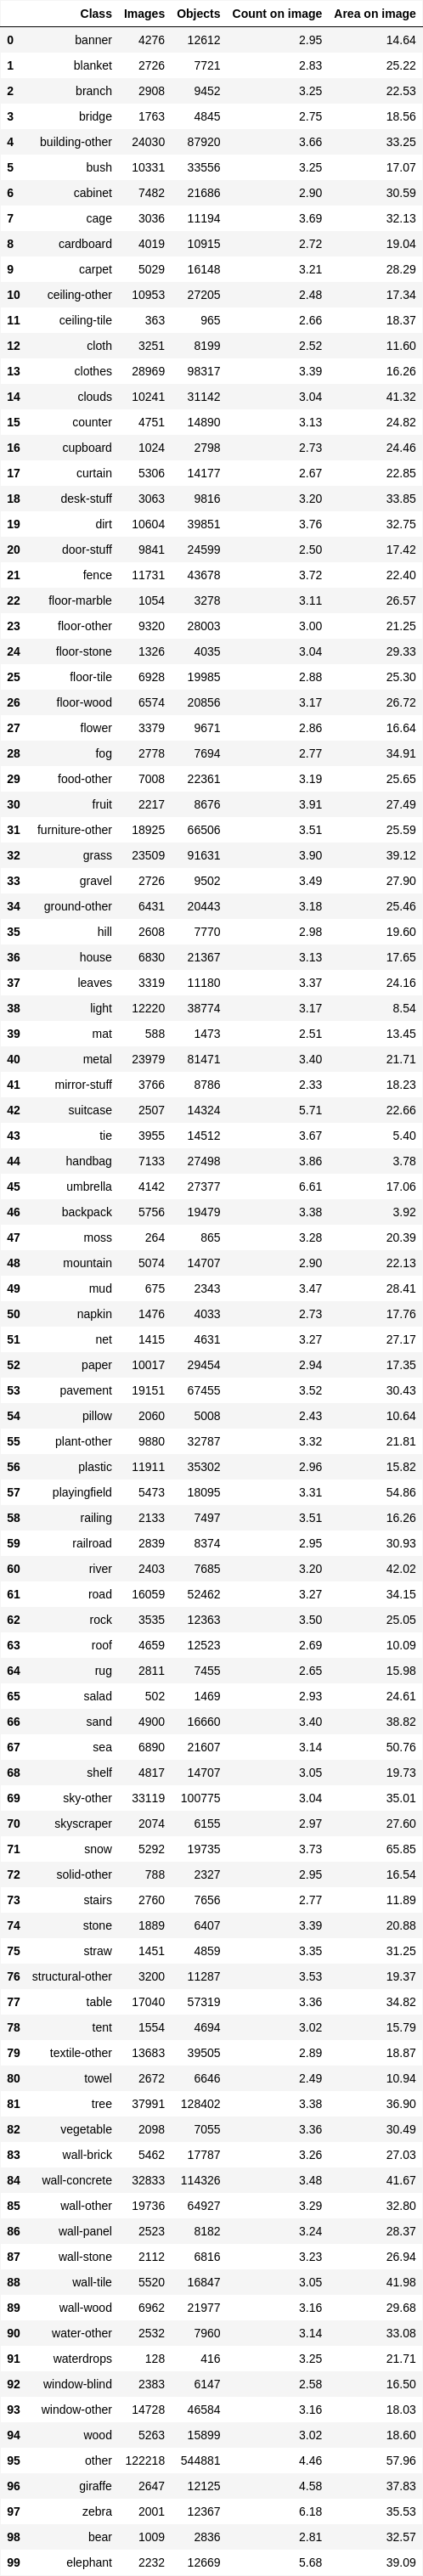 Class Images Objects Count on image Area on image
0 banner 4276 12612 2.95 14.64
1 blanket 2726 7721 2.83 25.22
2 branch 2908 9452 3.25 22.53
3 bridge 1763 4845 2.75 18.56
4 building-other 24030 87920 3.66 33.25
5 bush 10331 33556 3.25 17.07
6 cabinet 7482 21686 2.90 30.59
7 cage 3036 11194 3.69 32.13
8 cardboard 4019 10915 2.72 19.04
9 carpet 5029 16148 3.21 28.29
10 ceiling-other 10953 27205 2.48 17.34
11 ceiling-tile 363 965 2.66 18.37
12 cloth 3251 8199 2.52 11.60
13 clothes 28969 98317 3.39 16.26
14 clouds 10241 31142 3.04 41.32
15 counter 4751 14890 3.13 24.82
16 cupboard 1024 2798 2.73 24.46
17 curtain 5306 14177 2.67 22.85
18 desk-stuff 3063 9816 3.20 33.85
19 dirt 10604 39851 3.76 32.75
20 door-stuff 9841 24599 2.50 17.42
21 fence 11731 43678 3.72 22.40
22 floor-marble 1054 3278 3.11 26.57
23 floor-other 9320 28003 3.00 21.25
24 floor-stone 1326 4035 3.04 29.33
25 floor-tile 6928 19985 2.88 25.30
26 floor-wood 6574 20856 3.17 26.72
27 flower 3379 9671 2.86 16.64
28 fog 2778 7694 2.77 34.91
29 food-other 7008 22361 3.19 25.65
30 fruit 2217 8676 3.91 27.49
31 furniture-other 18925 66506 3.51 25.59
32 grass 23509 91631 3.90 39.12
33 gravel 2726 9502 3.49 27.90
34 ground-other 6431 20443 3.18 25.46
35 hill 2608 7770 2.98 19.60
36 house 6830 21367 3.13 17.65
37 leaves 3319 11180 3.37 24.16
38 light 12220 38774 3.17 8.54
39 mat 588 1473 2.51 13.45
40 metal 23979 81471 3.40 21.71
41 mirror-stuff 3766 8786 2.33 18.23
42 suitcase 2507 14324 5.71 22.66
43 tie 3955 14512 3.67 5.40
44 handbag 7133 27498 3.86 3.78
45 umbrella 4142 27377 6.61 17.06
46 backpack 5756 19479 3.38 3.92
47 moss 264 865 3.28 20.39
48 mountain 5074 14707 2.90 22.13
49 mud 675 2343 3.47 28.41
50 napkin 1476 4033 2.73 17.76
51 net 1415 4631 3.27 27.17
52 paper 10017 29454 2.94 17.35
53 pavement 19151 67455 3.52 30.43
54 pillow 2060 5008 2.43 10.64
55 plant-other 9880 32787 3.32 21.81
56 plastic 11911 35302 2.96 15.82
57 playingfield 5473 18095 3.31 54.86
58 railing 2133 7497 3.51 16.26
59 railroad 2839 8374 2.95 30.93
60 river 2403 7685 3.20 42.02
61 road 16059 52462 3.27 34.15
62 rock 3535 12363 3.50 25.05
63 roof 4659 12523 2.69 10.09
64 rug 2811 7455 2.65 15.98
65 salad 502 1469 2.93 24.61
66 sand 4900 16660 3.40 38.82
67 sea 6890 21607 3.14 50.76
68 shelf 4817 14707 3.05 19.73
69 sky-other 33119 100775 3.04 35.01
70 skyscraper 2074 6155 2.97 27.60
71 snow 5292 19735 3.73 65.85
72 solid-other 788 2327 2.95 16.54
73 stairs 2760 7656 2.77 11.89
74 stone 1889 6407 3.39 20.88
75 straw 1451 4859 3.35 31.25
76 structural-other 3200 11287 3.53 19.37
77 table 17040 57319 3.36 34.82
78 tent 1554 4694 3.02 15.79
79 textile-other 13683 39505 2.89 18.87
80 towel 2672 6646 2.49 10.94
81 tree 37991 128402 3.38 36.90
82 vegetable 2098 7055 3.36 30.49
83 wall-brick 5462 17787 3.26 27.03
84 wall-concrete 32833 114326 3.48 41.67
85 wall-other 19736 64927 3.29 32.80
86 wall-panel 2523 8182 3.24 28.37
87 wall-stone 2112 6816 3.23 26.94
88 wall-tile 5520 16847 3.05 41.98
89 wall-wood 6962 21977 3.16 29.68
90 water-other 2532 7960 3.14 33.08
91 waterdrops 128 416 3.25 21.71
92 window-blind 2383 6147 2.58 16.50
93 window-other 14728 46584 3.16 18.03
94 wood 5263 15899 3.02 18.60
95 other 122218 544881 4.46 57.96
96 giraffe 2647 12125 4.58 37.83
97 zebra 2001 12367 6.18 35.53
98 bear 1009 2836 2.81 32.57
99 elephant 2232 12669 5.68 39.09